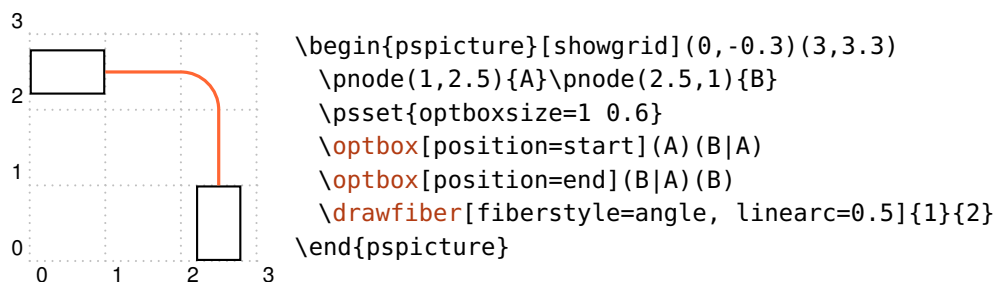 3
2
1
0
0 1 2 3
\begin{pspicture}[showgrid](0,-0.3)(3,3.3)
\pnode(1,2.5){A}\pnode(2.5,1){B}
\psset{optboxsize=1 0.6}
\optbox[position=start](A)(B|A)
\optbox[position=end](B|A)(B)
\drawfiber[fiberstyle=angle, linearc=0.5]{1}{2}
\end{pspicture}